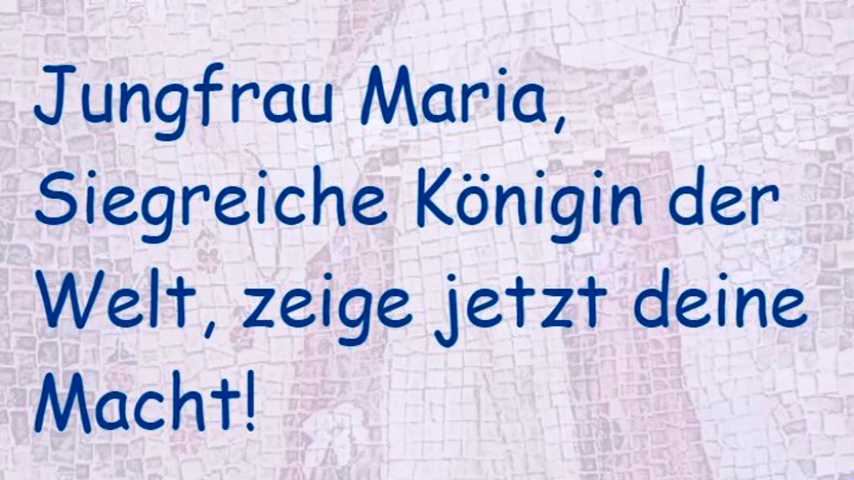 Jungfrau Maria,
Siegreiche Königin der
Welt, zeige jetzt deine
Macht!